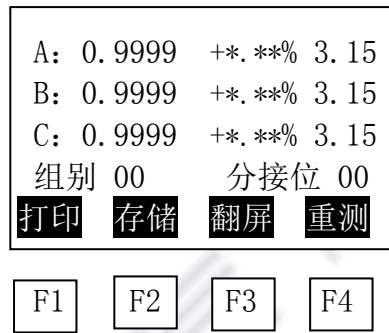 A：0.9999 +*.**% 3.15
B：0.9999 +*.**% 3.15
C：0.9999 +*.**% 3.15
组别 00 分接位 00
打印 存储 翻屏 重测
F1 F2 F3 F4